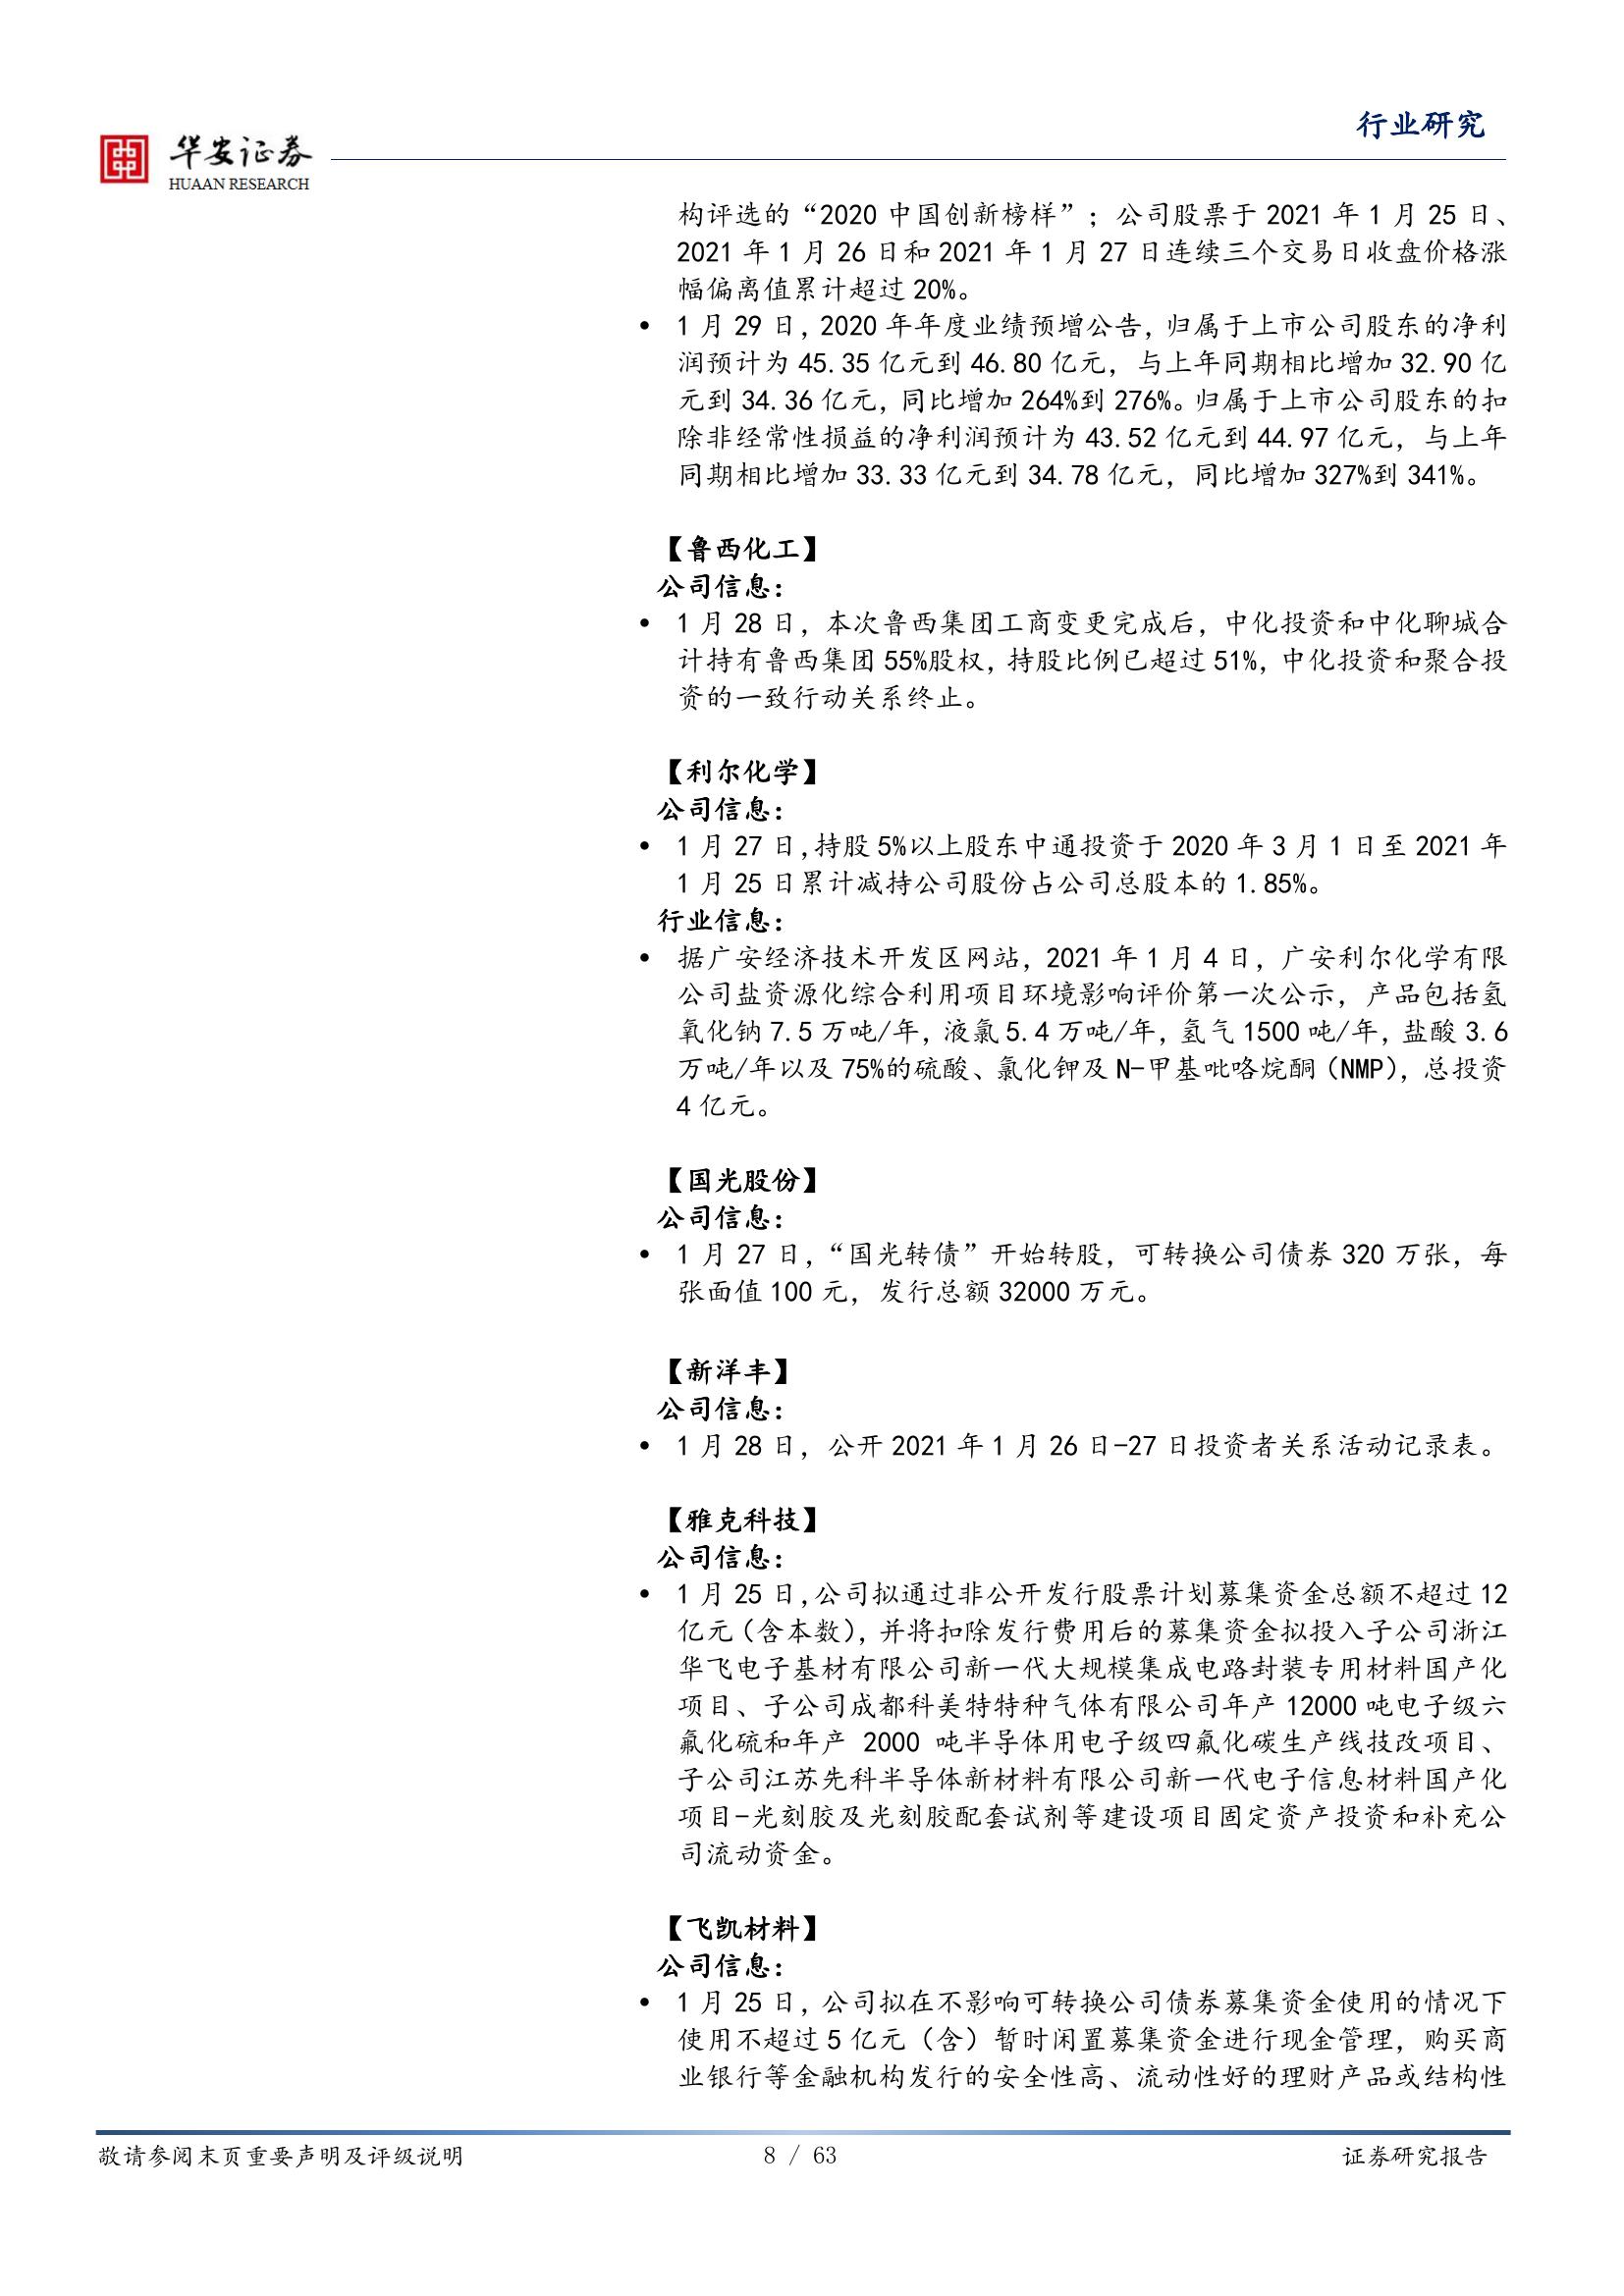 行业研究
华安证券
HUAAN RESEARCH
构评选的“2020 中国创新榜样”；公司股票于 2021 年 1 月 25 日、
2021 年 1 月 26 日和 2021 年 1 月 27 日连续三个交易日收盘价格涨
幅偏离值累计超过 20%。
• 1 月 29 日，2020 年年度业绩预增公告，归属于上市公司股东的净利
润预计为 45.35 亿元到 46.80 亿元，与上年同期相比增加 32.90 亿
元到 34.36 亿元，同比增加 264%到 276%。归属于上市公司股东的扣
除非经常性损益的净利润预计为 43.52 亿元到 44.97 亿元，与上年
同期相比增加 33.33 亿元到 34.78 亿元，同比增加 327%到 341%。
【鲁西化工】
公司信息：
• 1 月 28 日，本次鲁西集团工商变更完成后，中化投资和中化聊城合
计持有鲁西集团 55%股权，持股比例已超过 51%，中化投资和聚合投
资的一致行动关系终止。
【利尔化学】
公司信息：
• 1 月 27 日,持股 5%以上股东中通投资于 2020 年 3 月 1 日至 2021 年
1 月 25 日累计减持公司股份占公司总股本的 1.85%。
行业信息：
• 据广安经济技术开发区网站，2021 年 1 月 4 日，广安利尔化学有限
公司盐资源化综合利用项目环境影响评价第一次公示，产品包括氢
氧化钠 7.5 万吨/年，液氯 5.4 万吨/年，氢气 1500 吨/年，盐酸 3.6
万吨/年以及 75%的硫酸、氯化钾及 N-甲基吡咯烷酮（NMP），总投资
4 亿元。
【国光股份】
公司信息：
• 1 月 27 日，“国光转债”开始转股，可转换公司债券 320 万张，每
张面值 100 元，发行总额 32000 万元。
【新洋丰】
公司信息：
• 1 月 28 日，公开 2021 年 1 月 26 日-27 日投资者关系活动记录表。
【雅克科技】
公司信息：
• 1 月 25 日,公司拟通过非公开发行股票计划募集资金总额不超过 12
亿元（含本数），并将扣除发行费用后的募集资金拟投入子公司浙江
华飞电子基材有限公司新一代大规模集成电路封装专用材料国产化
项目、子公司成都科美特特种气体有限公司年产 12000 吨电子级六
氟化硫和年产 2000 吨半导体用电子级四氟化碳生产线技改项目、
子公司江苏先科半导体新材料有限公司新一代电子信息材料国产化
项目-光刻胶及光刻胶配套试剂等建设项目固定资产投资和补充公
司流动资金。
【飞凯材料】
公司信息：
• 1 月 25 日，公司拟在不影响可转换公司债券募集资金使用的情况下
使用不超过 5 亿元（含）暂时闲置募集资金进行现金管理，购买商
业银行等金融机构发行的安全性高、流动性好的理财产品或结构性
敬请参阅末页重要声明及评级说明
8 / 63
证券研究报告